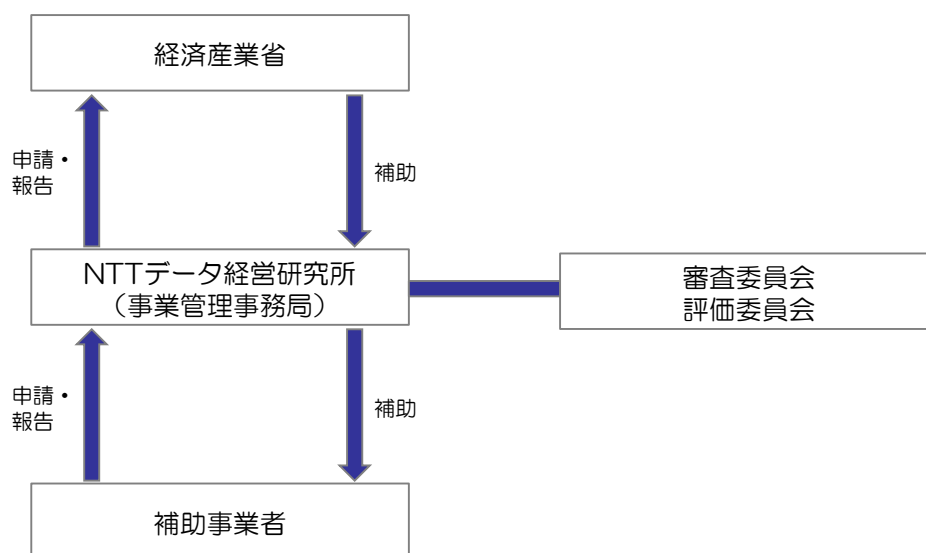 経済産業省
申請・
報告
補助
NTTデータ経営研究所
（事業管理事務局）
審査委員会
評価委員会
申請・
報告
補助
補助事業者